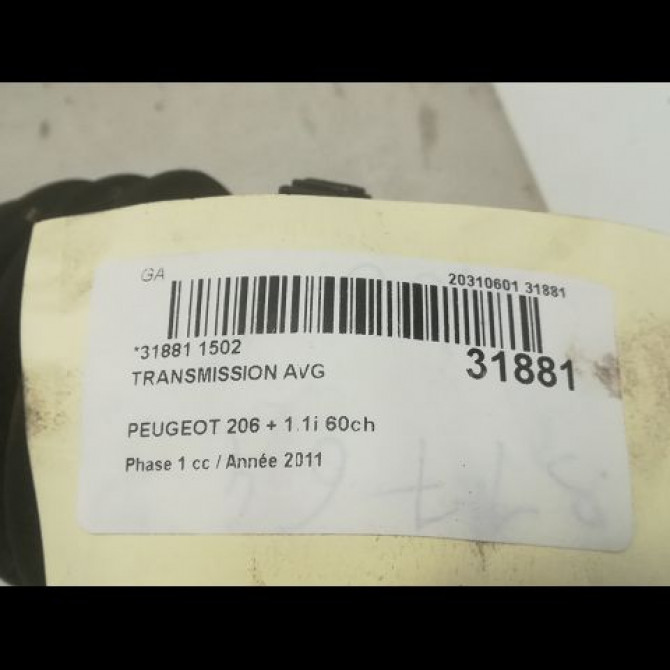 GA
20310601 31881
*31881 1502
31881
TRANSMISSION AVG
PEUGEOT 206 + 1.1i 60ch
Phase 1 cc / Année 2011